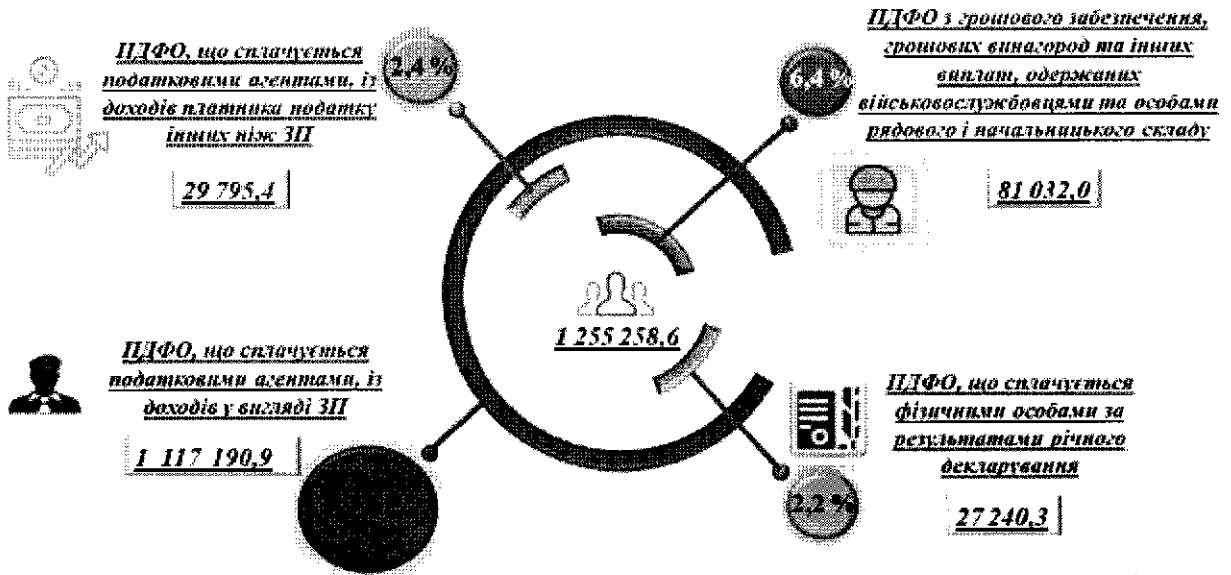 ПДФО, що сплачується
податковими агентами, із
доходів платника податку
інших ніж ЗП
29 795,4
2,4 %
6,4 %
ПДФО з грошового забезпечення,
грошових винагород та інших
виплат, одержаних
військовослужбовцями та особами
рядового і начальницького складу
81 032,0
1 255 258,6
ПДФО, що сплачується
податковими агентами, із
доходів у вигляді ЗП
1 117 190,9
ПДФО, що сплачується
фізичними особами за
результатами річного
декларування
27 240,3
2,2 %